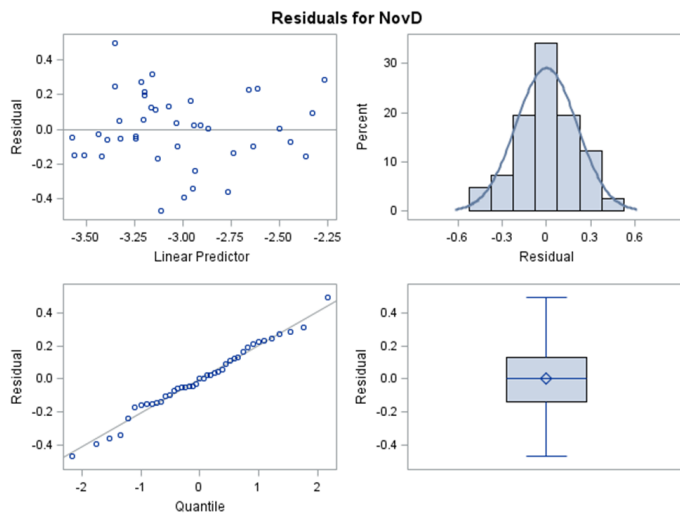 Residuals for NovD
0.4
0.2
0.0
-0.2
-0.4
Residual
-3.50 -3.25 -3.00 -2.75 -2.50 -2.25
Linear Predictor
30
20
10
0
Percent
-0.6 -0.3 0 0.3 0.6
Residual
0.4
0.2
0.0
-0.2
-0.4
Residual
-2 -1 0 1 2
Quantile
0.4
0.2
0.0
-0.2
-0.4
Residual